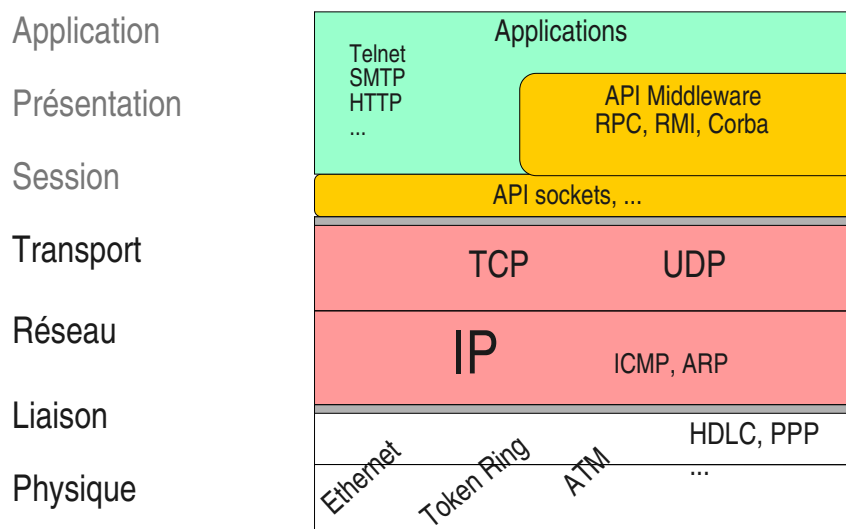 Application
Applications
Telnet
SMTP
HTTP
...
Présentation
API Middleware
RPC, RMI, Corba
Session
API sockets, ...
Transport
TCP
UDP
Réseau
IP
ICMP, ARP
Liaison
HDLC, PPP
...
Physique
Ethernet
Token Ring
ATM